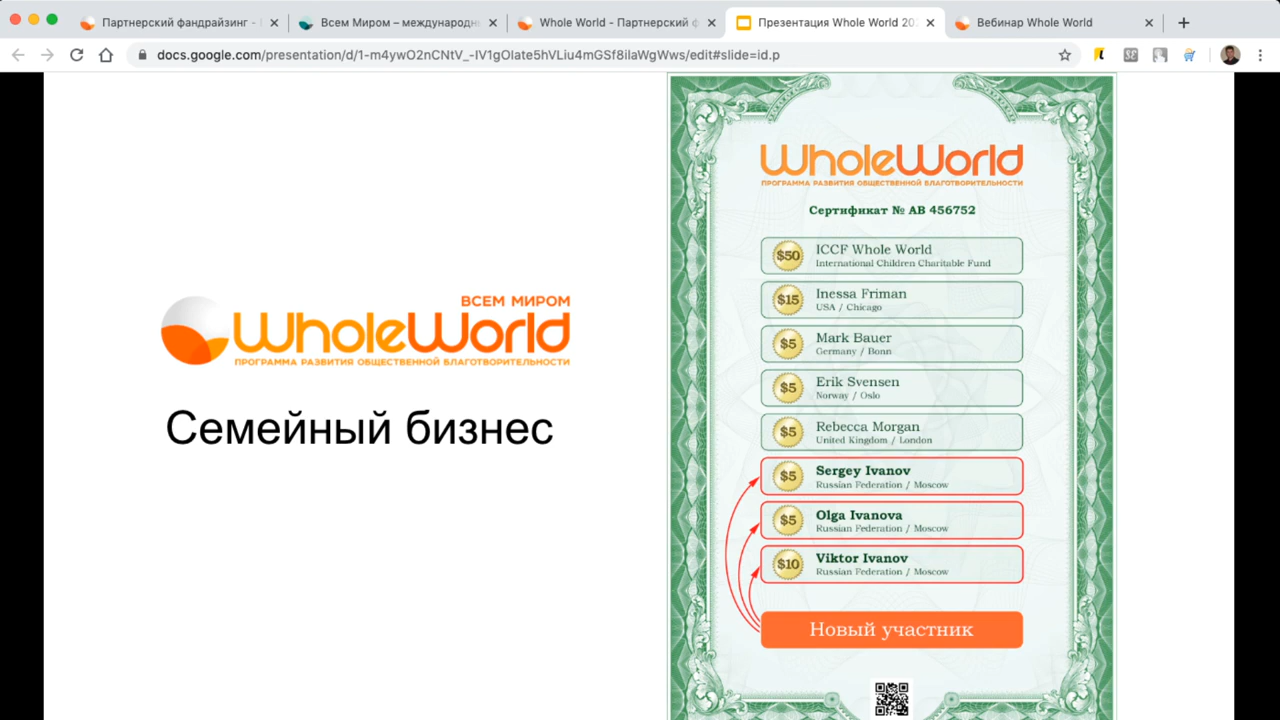 Партнерский фандрайзинг -
Всем Миром – международн
Whole World - Партнерский ф
Презентация Whole World 202
Вебинар Whole World
docs.google.com/presentation/d/1-m4ywO2nCNtV_-IV1gOlate5hVLiu4mGSf8ilaWgWws/edit#slide=id.p
ВСЕМ МИРОМ
WholeWorld
ПРОГРАММА РАЗВИТИЯ ОБЩЕСТВЕННОЙ БЛАГОТВОРИТЕЛЬНОСТИ
Семейный бизнес
WholeWorld
ПРОГРАММА РАЗВИТИЯ ОБЩЕСТВЕННОЙ БЛАГОТВОРИТЕЛЬНОСТИ
Сертификат № AB 456752
$50 ICCF Whole World
International Children Charitable Fund
$15 Inessa Friman
USA / Chicago
$5 Mark Bauer
Germany / Bonn
$5 Erik Svensen
Norway / Oslo
$5 Rebecca Morgan
United Kingdom / London
$5 Sergey Ivanov
Russian Federation / Moscow
$5 Olga Ivanova
Russian Federation / Moscow
$10 Viktor Ivanov
Russian Federation / Moscow
Новый участник